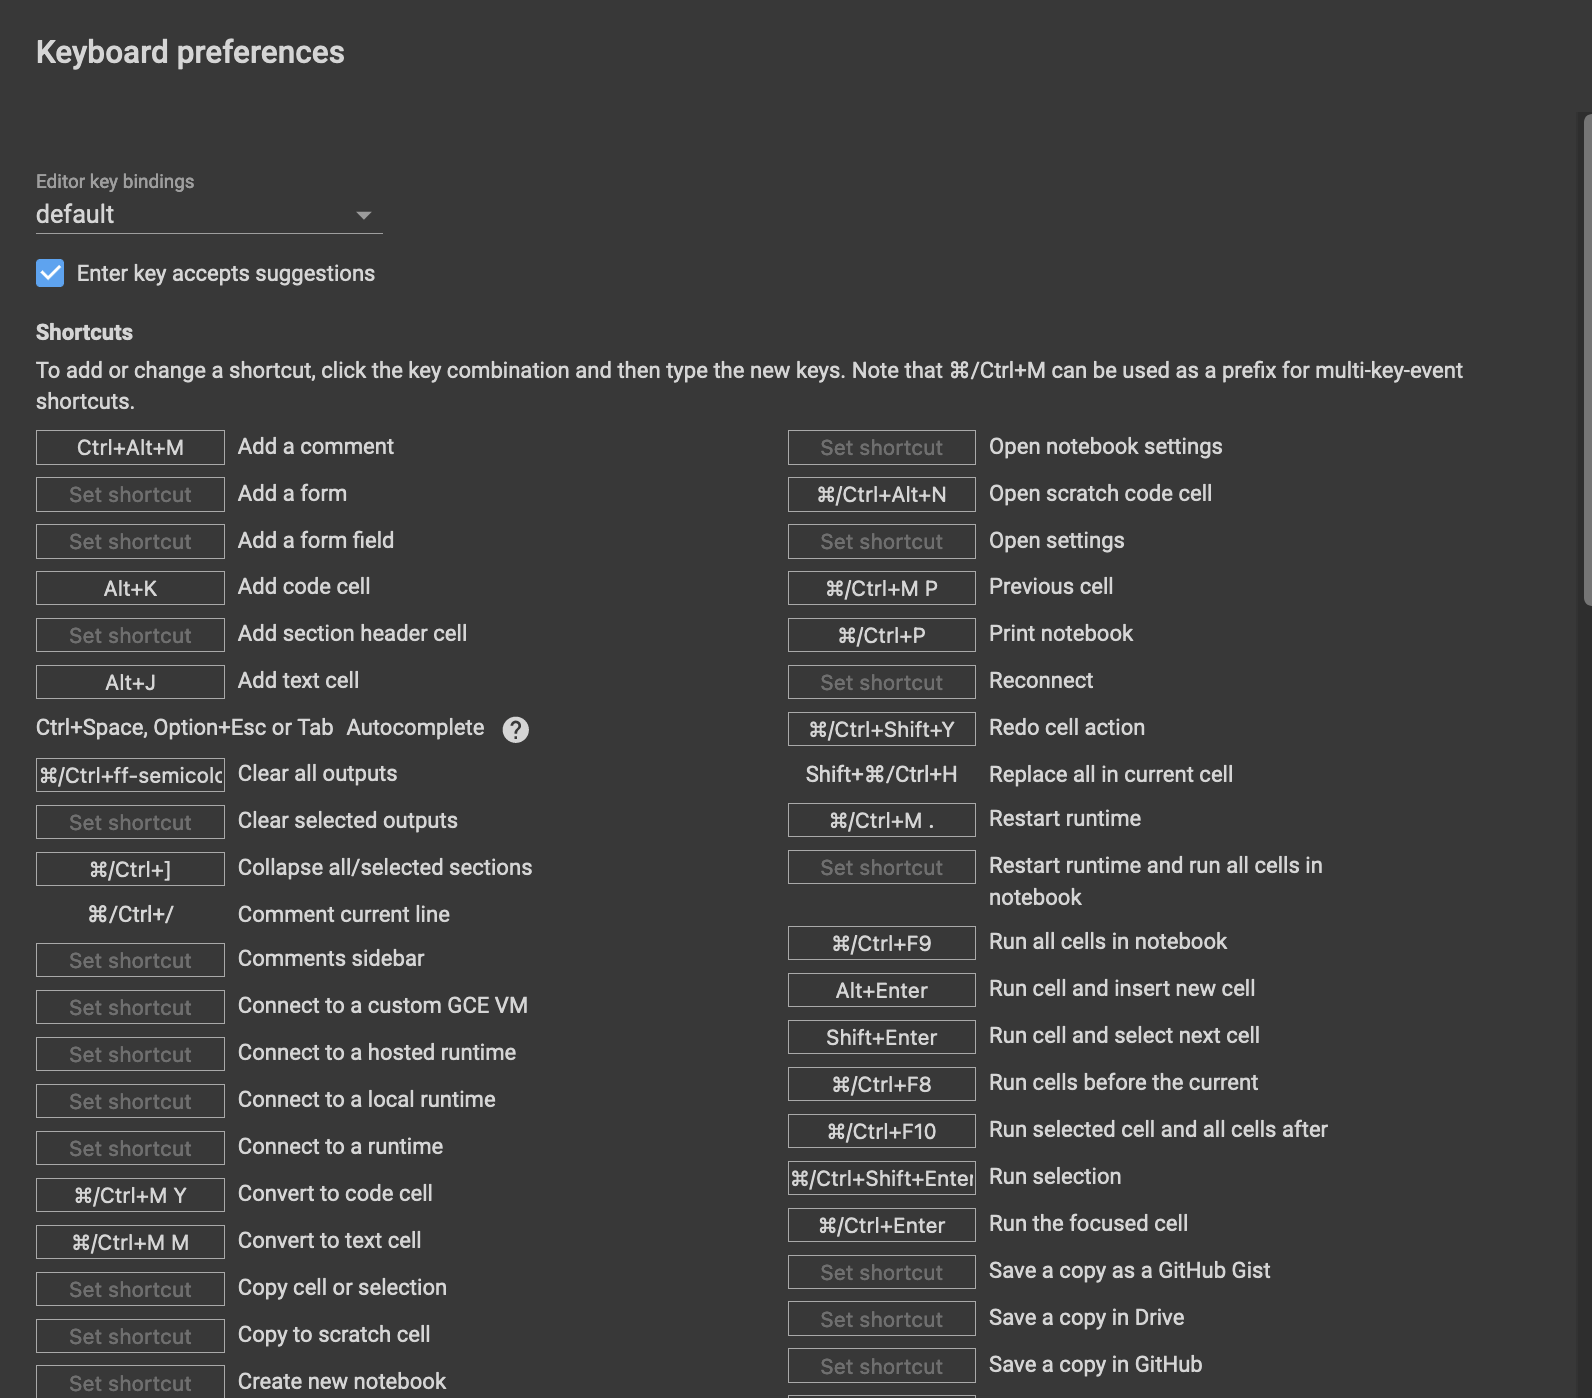 Keyboard preferences
Editor key bindings
default
Enter key accepts suggestions
Shortcuts
To add or change a shortcut, click the key combination and then type the new keys. Note that ⌘/Ctrl+M can be used as a prefix for multi-key-event
shortcuts.
Ctrl+Alt+M Add a comment
Set shortcut Add a form
Set shortcut Add a form field
Alt+K Add code cell
Set shortcut Add section header cell
Alt+J Add text cell
Ctrl+Space, Option+Esc or Tab Autocomplete ?
⌘/Ctrl+ff-semicolo Clear all outputs
Set shortcut Clear selected outputs
⌘/Ctrl+] Collapse all/selected sections
⌘/Ctrl+/ Comment current line
Set shortcut Comments sidebar
Set shortcut Connect to a custom GCE VM
Set shortcut Connect to a hosted runtime
Set shortcut Connect to a local runtime
Set shortcut Connect to a runtime
⌘/Ctrl+M Y Convert to code cell
⌘/Ctrl+M M Convert to text cell
Set shortcut Copy cell or selection
Set shortcut Copy to scratch cell
Set shortcut Create new notebook
Set shortcut Open notebook settings
⌘/Ctrl+Alt+N Open scratch code cell
Set shortcut Open settings
⌘/Ctrl+M P Previous cell
⌘/Ctrl+P Print notebook
Set shortcut Reconnect
⌘/Ctrl+Shift+Y Redo cell action
Shift+⌘/Ctrl+H Replace all in current cell
⌘/Ctrl+M . Restart runtime
Set shortcut Restart runtime and run all cells in
notebook
⌘/Ctrl+F9 Run all cells in notebook
Alt+Enter Run cell and insert new cell
Shift+Enter Run cell and select next cell
⌘/Ctrl+F8 Run cells before the current
⌘/Ctrl+F10 Run selected cell and all cells after
⌘/Ctrl+Shift+Enter Run selection
⌘/Ctrl+Enter Run the focused cell
Set shortcut Save a copy as a GitHub Gist
Set shortcut Save a copy in Drive
Set shortcut Save a copy in GitHub